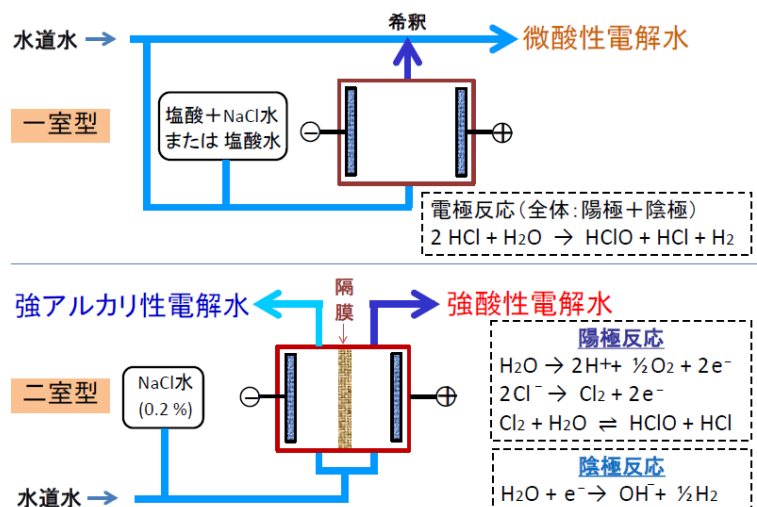 希釈
水道水
微酸性電解水
一室型
塩酸+NaCl水
または 塩酸水
電極反応(全体:陽極+陰極)
2 HCl + H2O → HClO + HCl + H2
強アルカリ性電解水
隔膜
強酸性電解水
陽極反応
H2O → 2H⁺+ ½O2 + 2e⁻
2Cl⁻ → Cl2 + 2e⁻
Cl2 + H2O ⇌ HClO + HCl
二室型
NaCl水
(0.2 %)
陰極反応
H2O + e⁻→ OH⁻+ ½H2
水道水